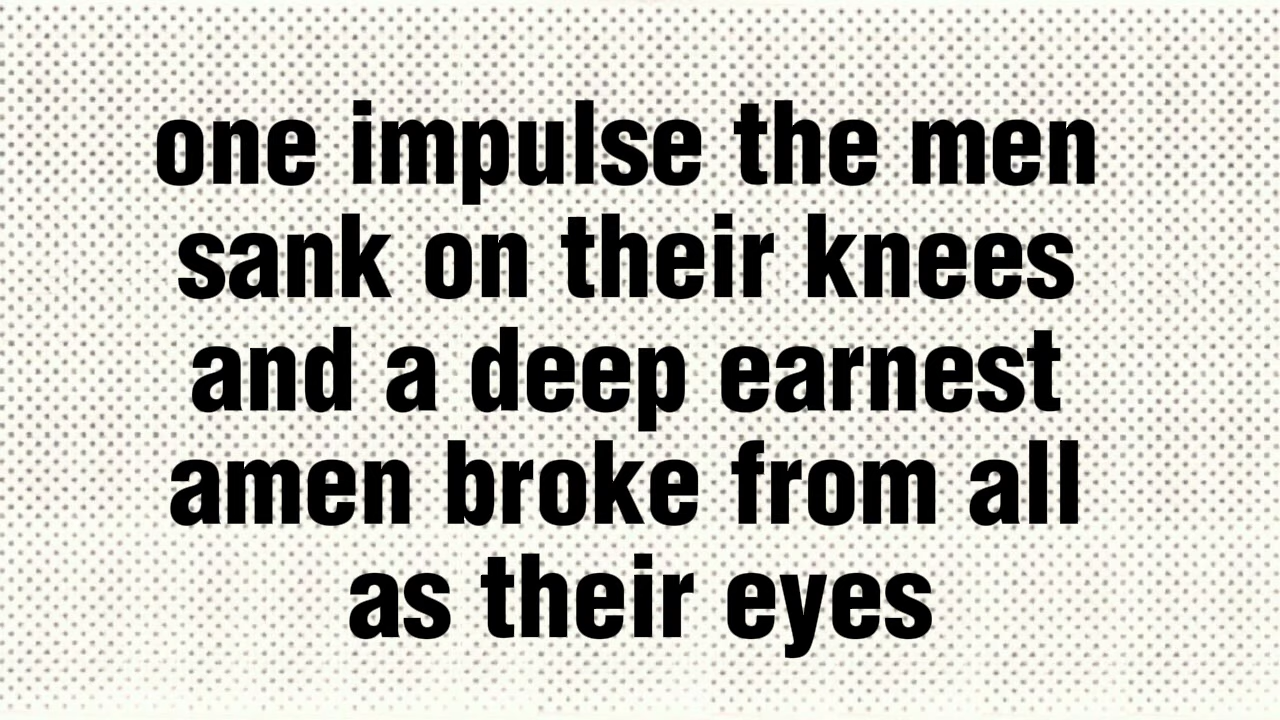 one impulse the men
sank on their knees
and a deep earnest
amen broke from all
as their eyes